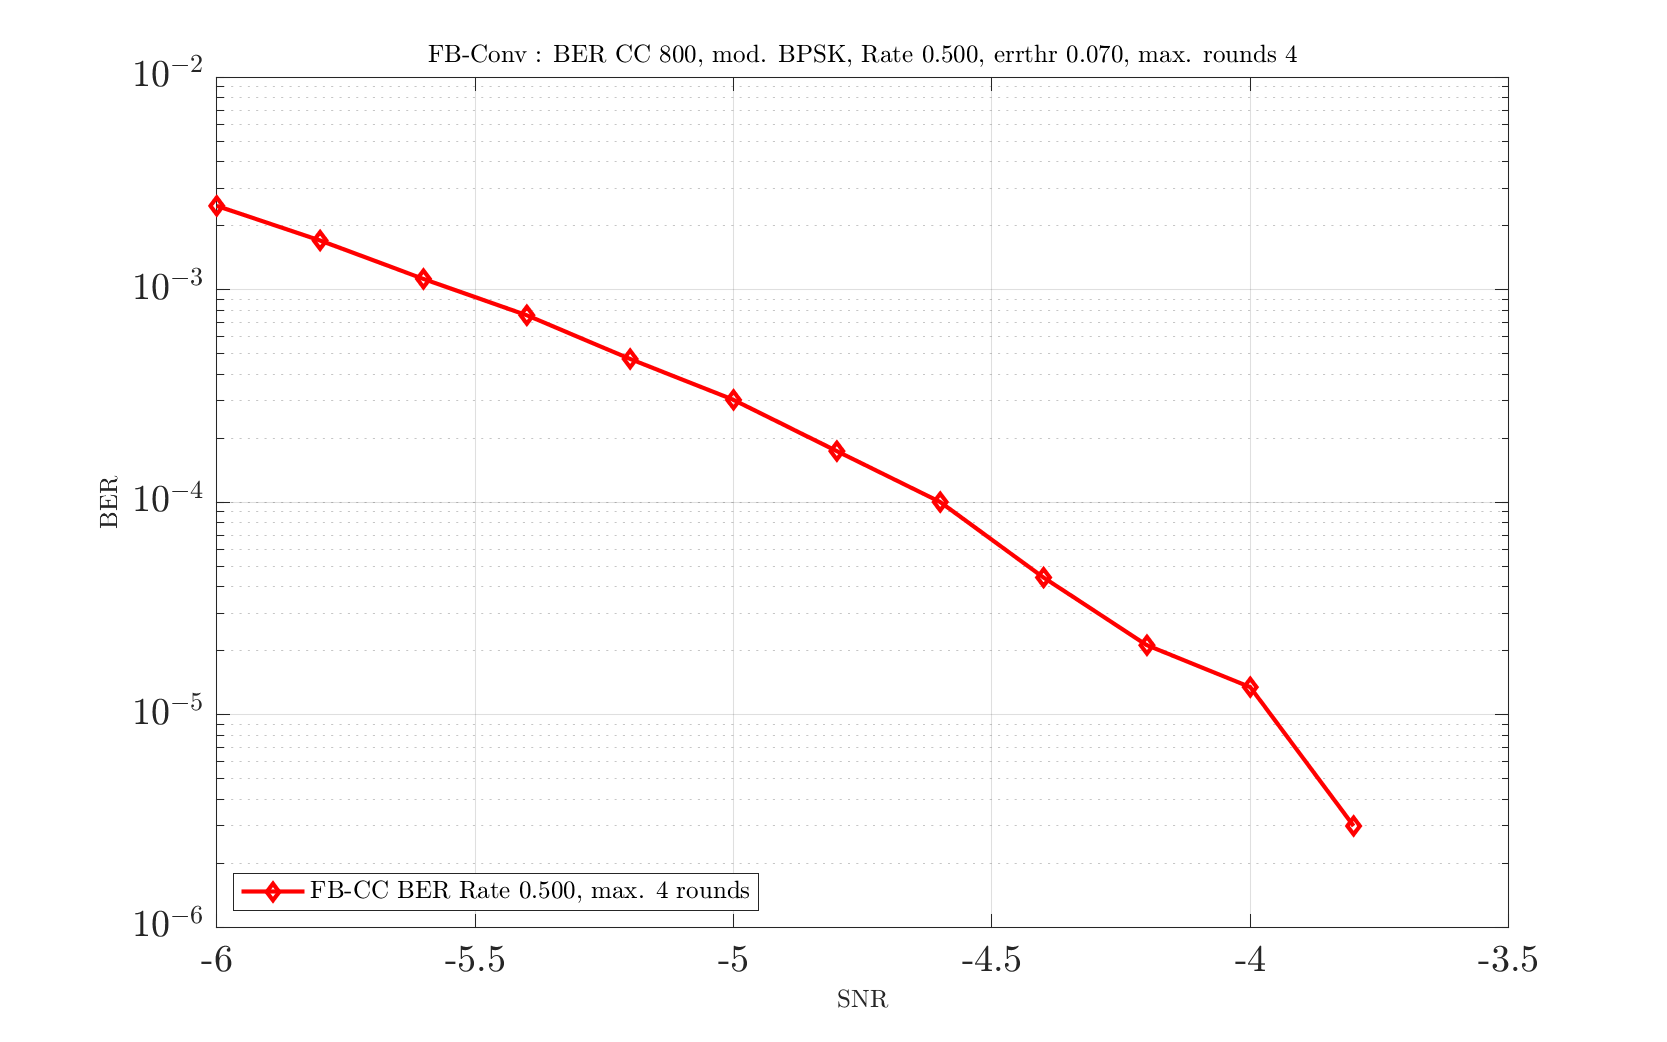 FB-Conv : BER CC 800, mod. BPSK, Rate 0.500, errthr 0.070, max. rounds 4
10^{-2}
10^{-3}
10^{-4}
10^{-5}
10^{-6}
BER
FB-CC BER Rate 0.500, max. 4 rounds
-6 -5.5 -5 -4.5 -4 -3.5
SNR